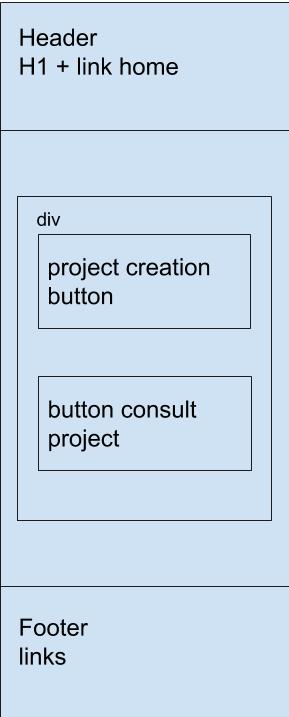 Header
H1 + link home
div
project creation
button
button consult
project
Footer
links